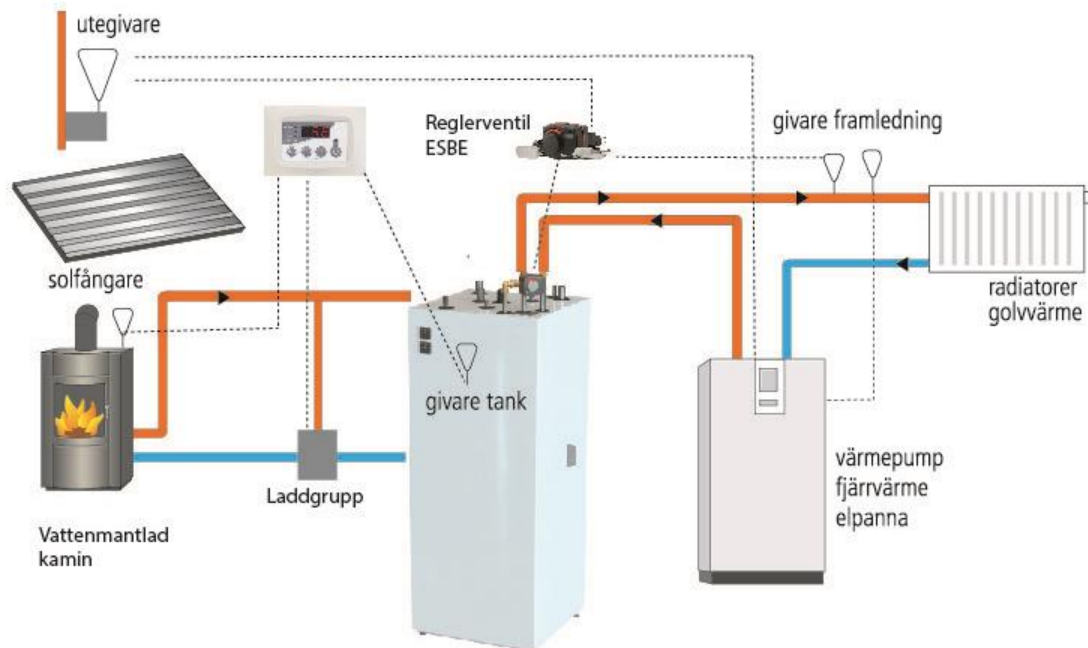 utegivare
Reglerventil
ESBE
givare framledning
solfångare
radiatorer
golvvärme
givare tank
värmepump
fjärrvärme
elpanna
Laddgrupp
Vattenmantlad
kamin